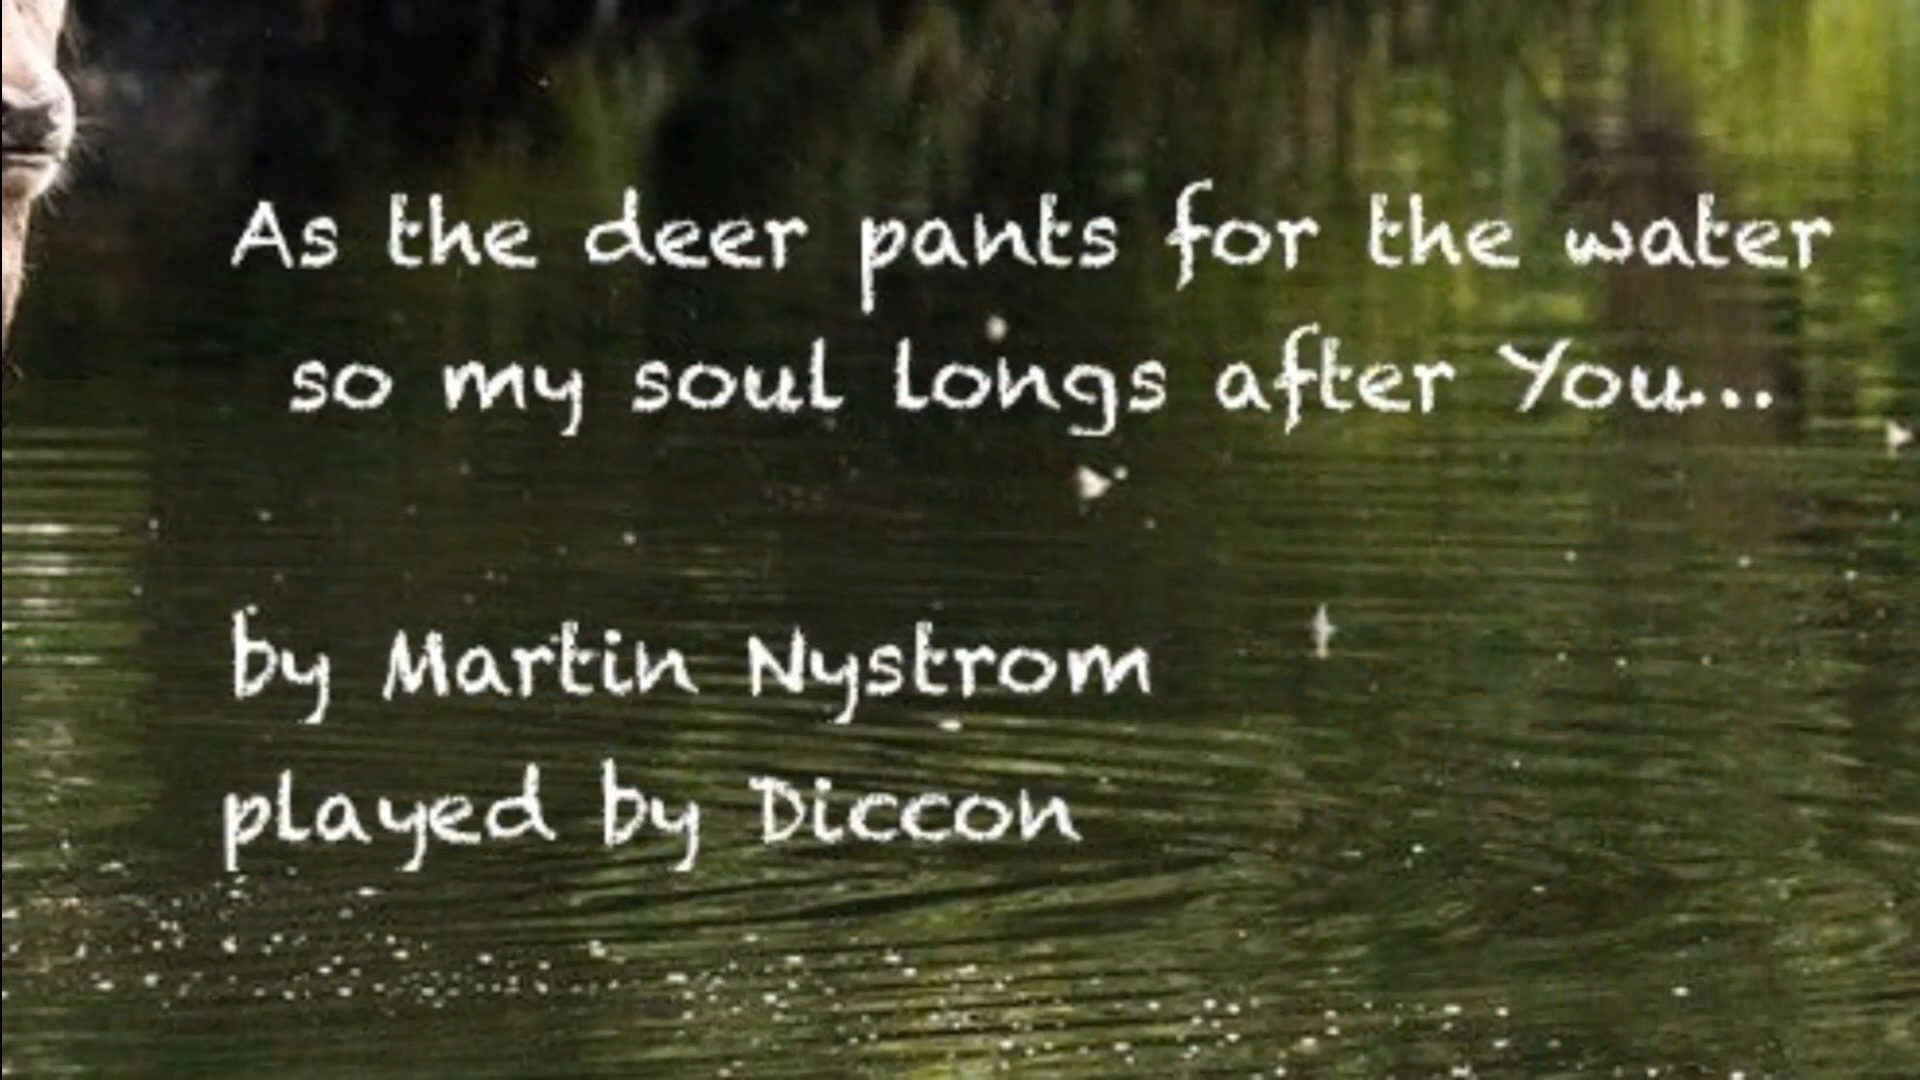 As the deer pants for the water
so my soul longs after You...
by Martin Nystrom
played by Diccon